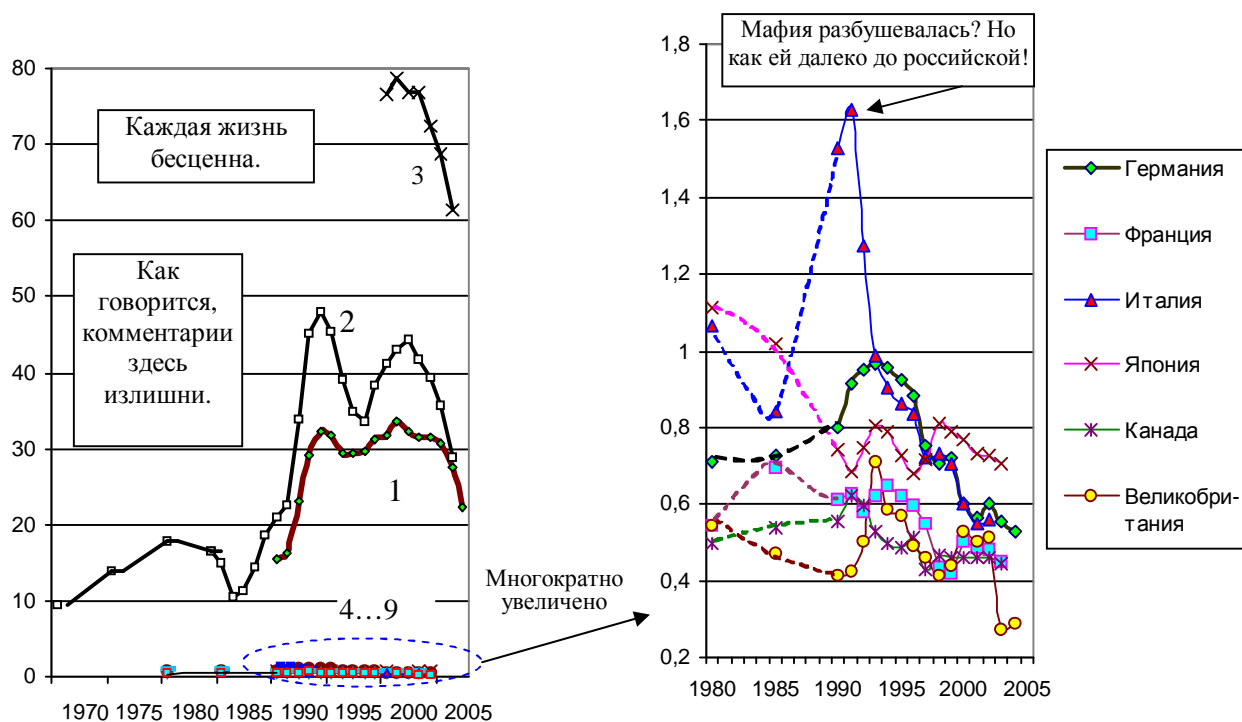 80
70
60
50
40
30
20
10
0
1970 1975 1980 1985 1990 1995 2000 2005
Каждая жизнь
бесценна.
Как
говорится,
комментарии
здесь
излишни.
3
2
1
4…9
Многократно
увеличено
Мафия разбушевалась? Но
как ей далеко до российской!
1,8
1,6
1,4
1,2
1
0,8
0,6
0,4
0,2
1980 1985 1990 1995 2000 2005
Германия
Франция
Италия
Япония
Канада
Великобри-
тания